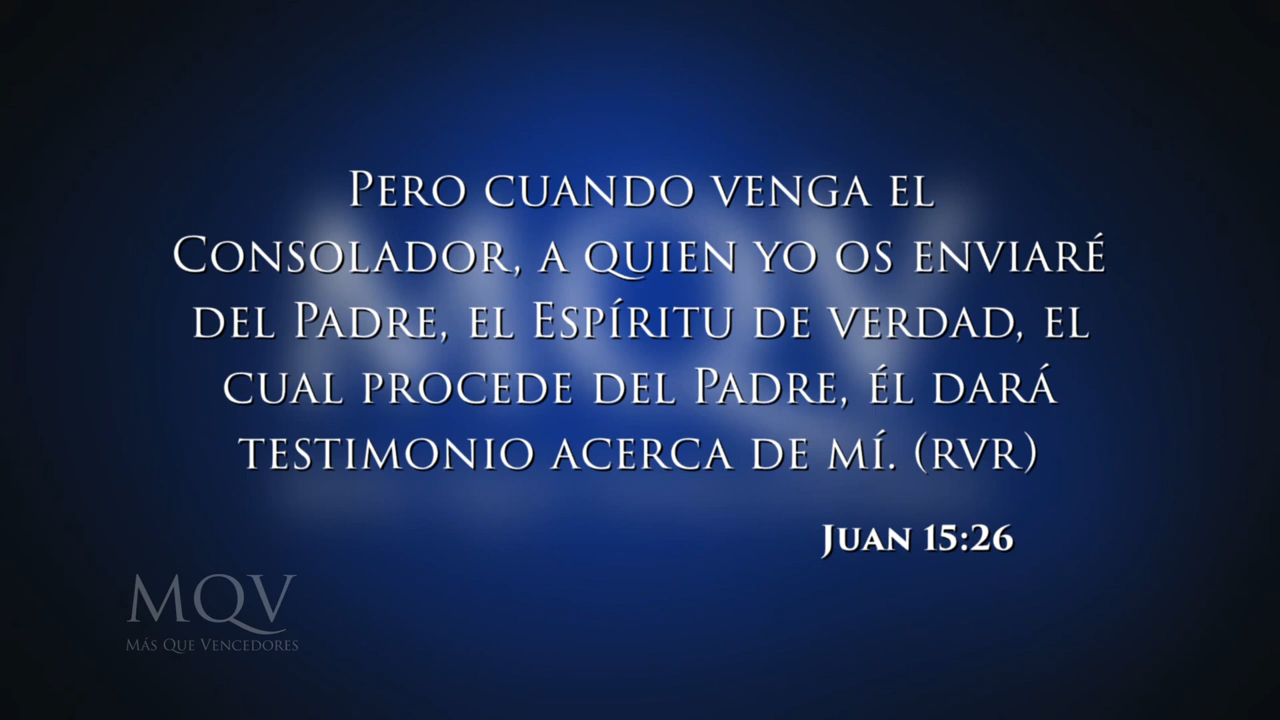 Pero cuando venga el
Consolador, a quien yo os enviaré
del Padre, el Espíritu de verdad, el
cual procede del Padre, él dará
testimonio acerca de mí. (rvr)
Juan 15:26
MQV
Más Que Vencedores